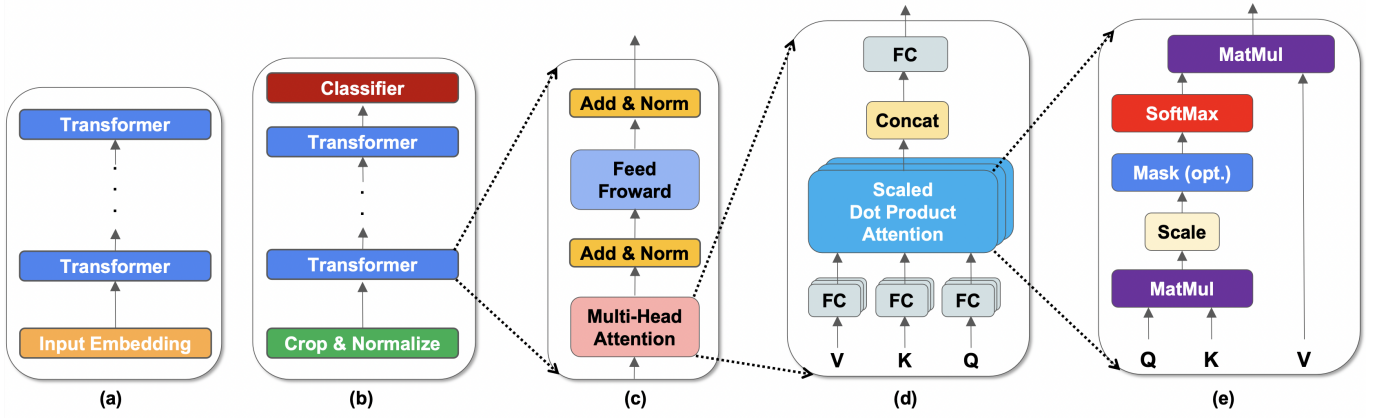 Transformer
Transformer
Input Embedding
(a)
Classifier
Transformer
Transformer
Crop & Normalize
(b)
Add & Norm
Feed
Froward
Add & Norm
Multi-Head
Attention
(c)
FC
Concat
Scaled
Dot Product
Attention
FC FC FC
V K Q
(d)
MatMul
SoftMax
Mask (opt.)
Scale
MatMul
Q K V
(e)